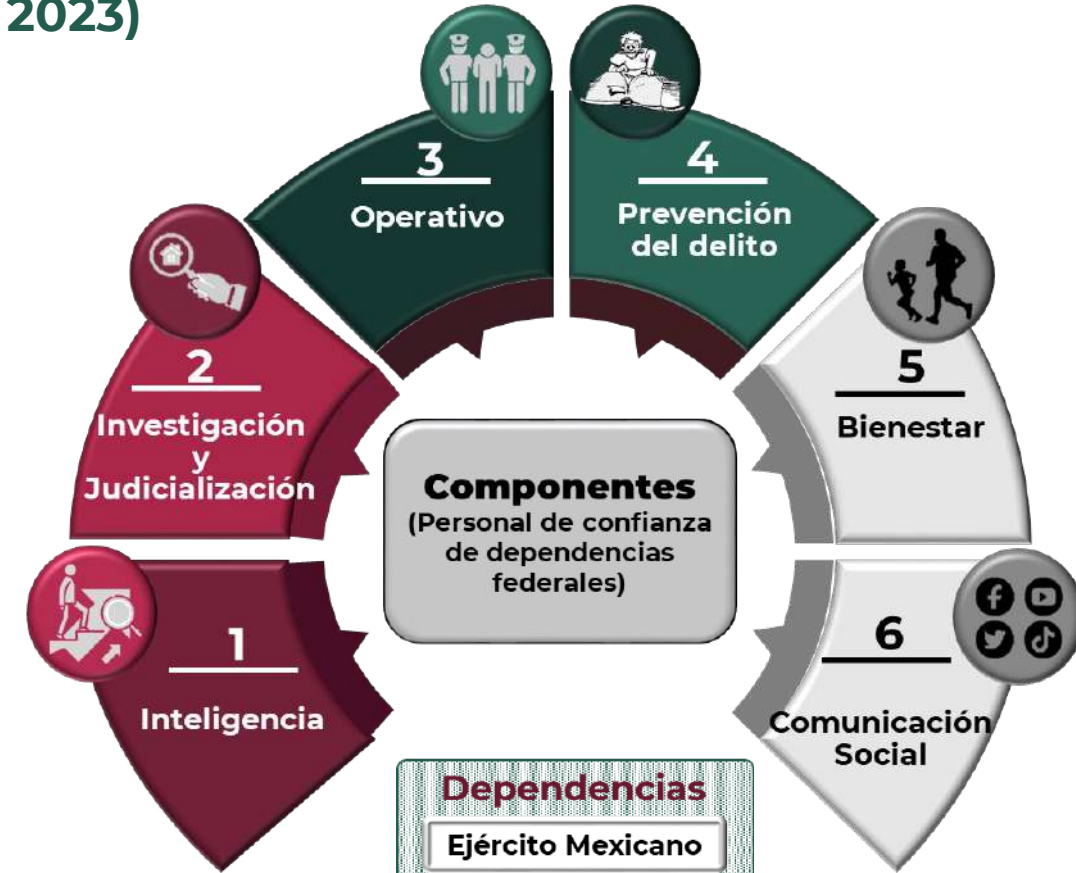 2023)
3
Operativo
4
Prevención
del delito
2
Investigación
y
Judicialización
5
Bienestar
Componentes
(Personal de confianza
de dependencias
federales)
1
Inteligencia
6
Comunicación
Social
Dependencias
Ejército Mexicano